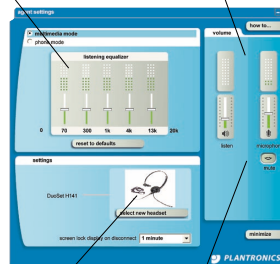 agent settings
how to...
multimedia mode
phone mode
volume
listening equalizer
0 70 300 1k 4k 13k 20k
reset to defaults
listen
microphone
mute
settings
DuoSet H141
select new headset
screen lock display on disconnect 1 minute
minimize
PLANTRONICS